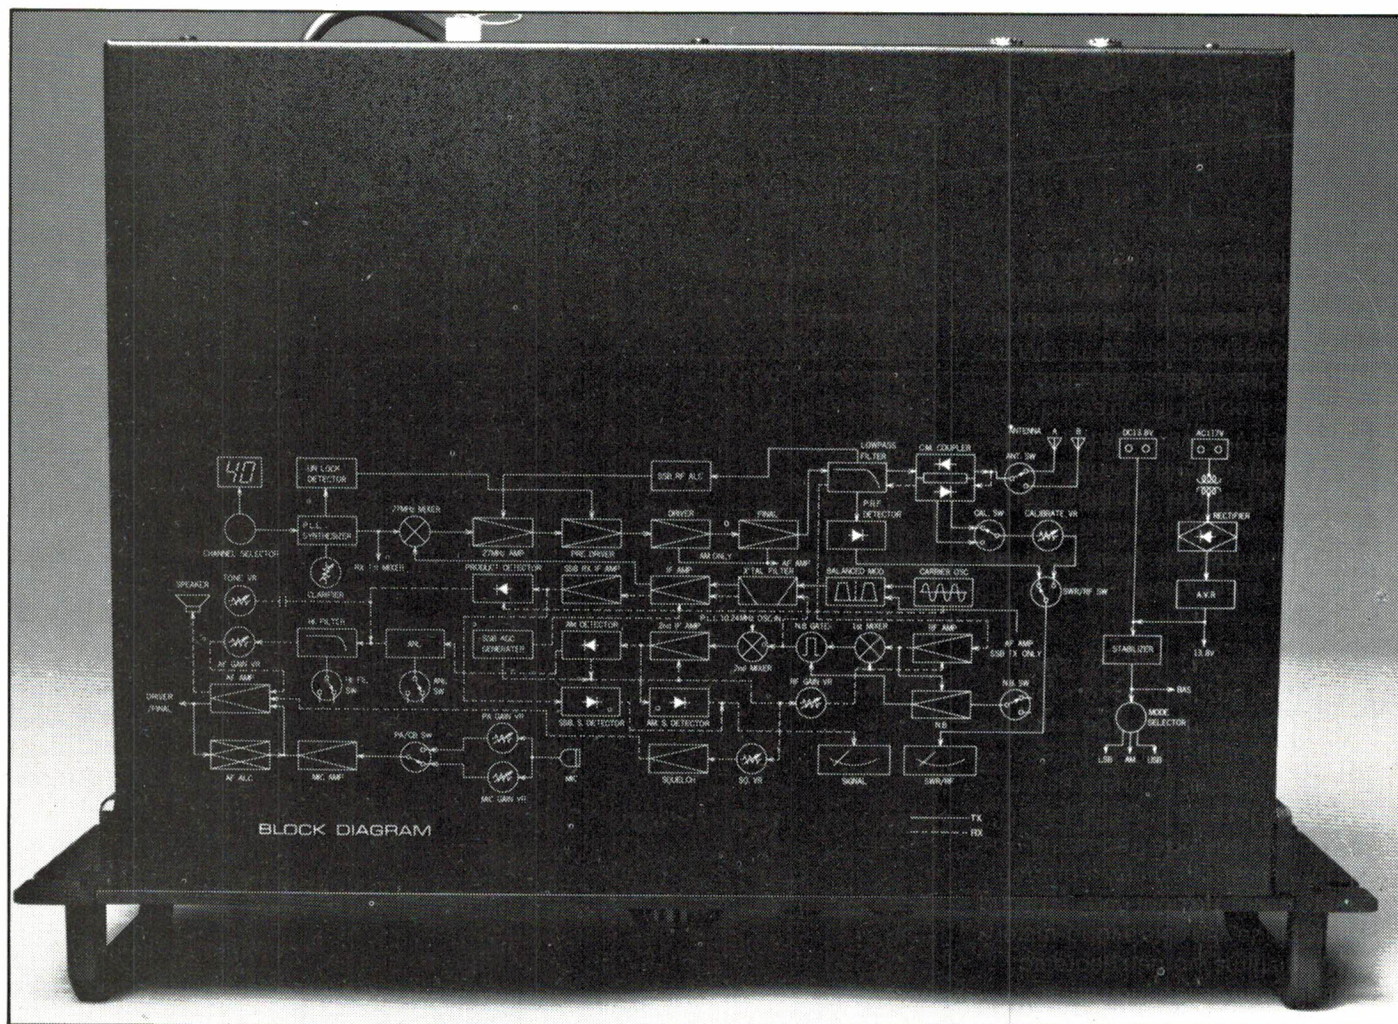 ANTENNA A B
DC13.8V
AC117V
LOWPASS
FILTER
CM. COUPLER
ANT. SW
40
UN LOCK
DETECTOR
SSB RF ALC
P.R.F.
DETECTOR
CAL. SW
CALIBRATE VR
RECTIFIER
27MHz MIXER
DRIVER
FINAL
P.L.L.
SYNTHESIZER
CHANNEL SELECTOR
27MHz AMP
PRE.DRIVER
AM ONLY
AF AMP
RX 1st MIXER
PRODUCT DETECTOR
SSB RX IF AMP
IF AMP
X'TAL FILTER
BALANCED MOD.
CARRIER OSC
SPEAKER
TONE VR
CLARIFIER
SWR/RF SW
A.V.R
P.L.L 10.24MHz OSC.IN
HI FILTER
AM DETECTOR
2nd IF AMP
N.B GATE
1st MIXER
RF AMP
AF AMP
SSB TX ONLY
ANL
SSB AGC
GENERATER
STABILIZER
13.8V
AF GAIN VR
AF AMP
2nd MIXER
RF GAIN VR
N.B. SW
HI FIL.
SW
ANL
SW
DRIVER
/FINAL
SSB. S. DETECTOR
AM. S. DETECTOR
N.B.
8AS
MODE
SELECTOR
PA GAIN VR
PA/CB SW
LSB AM USB
AF ALC
MIC AMP
MIC
SQUELCH
SQ. VR
SIGNAL
SWR/RF
MIC GAIN VR
TX
RX
BLOCK DIAGRAM